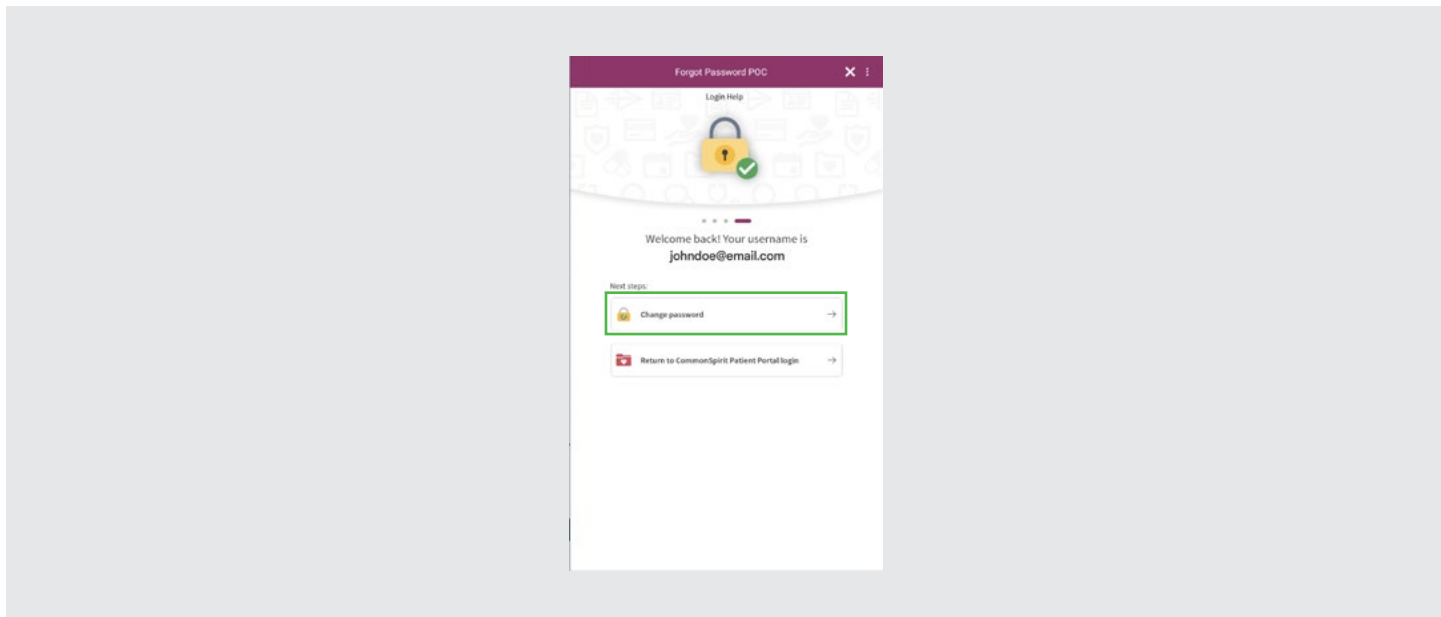 Forgot Password POC
Login Help
Welcome back! Your username is
johndoe@email.com
Next steps:
Change password
Return to CommonSpirit Patient Portal login